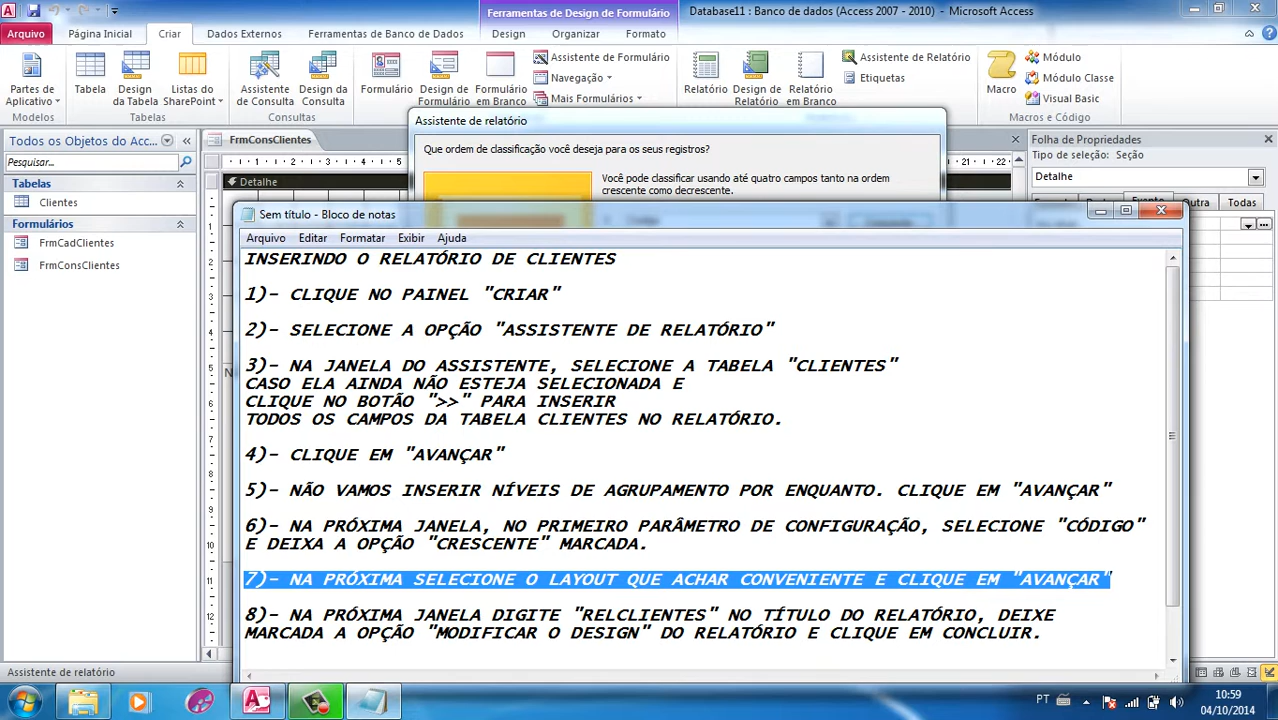 Ferramentas de Design de Formulário
Database11 : Banco de dados (Access 2007 - 2010) - Microsoft Access
Arquivo
Página Inicial
Criar
Dados Externos
Ferramentas de Banco de Dados
Design
Organizar
Formato
Partes de Aplicativo
Tabela
Design da Tabela
Listas do SharePoint
Assistente de Consulta
Design da Consulta
Formulário
Design de Formulário
Formulário em Branco
Assistente de Formulário
Navegação
Mais Formulários
Relatório
Design de Relatório
Relatório em Branco
Assistente de Relatório
Etiquetas
Macro
Módulo
Módulo Classe
Visual Basic
Modelos
Tabelas
Macros e Código
Todos os Objetos do Acc...
Pesquisar...
Tabelas
Clientes
Formulários
FrmCadClientes
FrmConsClientes
FrmConsClientes
Detalhe
Assistente de relatório
Que ordem de classificação você deseja para os seus registros?
Você pode classificar usando até quatro campos tanto na ordem
crescente como decrescente.
Folha de Propriedades
Tipo de seleção: Seção
Detalhe
Evento
Outra
Todas
Sem título - Bloco de notas
Arquivo Editar Formatar Exibir Ajuda
INSERINDO O RELATÓRIO DE CLIENTES
1)- CLIQUE NO PAINEL "CRIAR"
2)- SELECIONE A OPÇÃO "ASSISTENTE DE RELATÓRIO"
3)- NA JANELA DO ASSISTENTE, SELECIONE A TABELA "CLIENTES"
CASO ELA AINDA NÃO ESTEJA SELECIONADA E
CLIQUE NO BOTÃO ">>" PARA INSERIR
TODOS OS CAMPOS DA TABELA CLIENTES NO RELATÓRIO.
4)- CLIQUE EM "AVANÇAR"
5)- NÃO VAMOS INSERIR NÍVEIS DE AGRUPAMENTO POR ENQUANTO. CLIQUE EM "AVANÇAR"
6)- NA PRÓXIMA JANELA, NO PRIMEIRO PARÂMETRO DE CONFIGURAÇÃO, SELECIONE "CÓDIGO"
E DEIXA A OPÇÃO "CRESCENTE" MARCADA.
7)- NA PRÓXIMA SELECIONE O LAYOUT QUE ACHAR CONVENIENTE E CLIQUE EM "AVANÇAR"
8)- NA PRÓXIMA JANELA DIGITE "RELCLIENTES" NO TÍTULO DO RELATÓRIO, DEIXE
MARCADA A OPÇÃO "MODIFICAR O DESIGN" DO RELATÓRIO E CLIQUE EM CONCLUIR.
Assistente de relatório
PT
10:59
04/10/2014